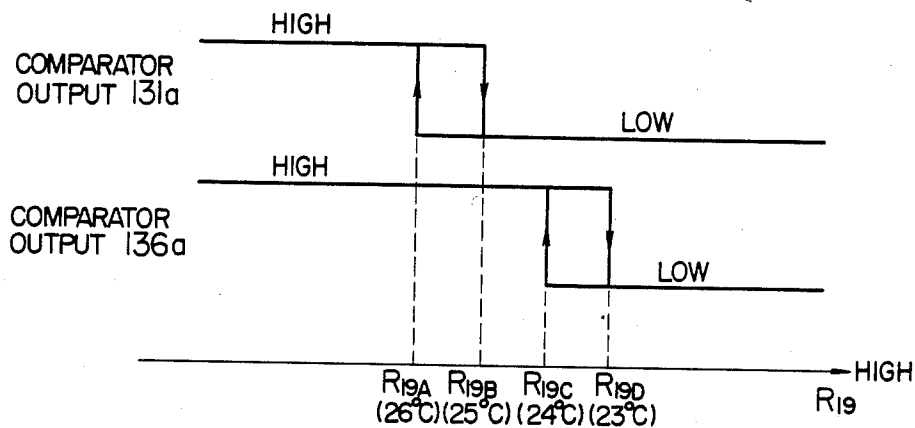 HIGH
COMPARATOR
OUTPUT 131a
LOW
HIGH
COMPARATOR
OUTPUT 136a
LOW
HIGH
R19A R19B R19C R19D R19
(26°C) (25°C) (24°C) (23°C)